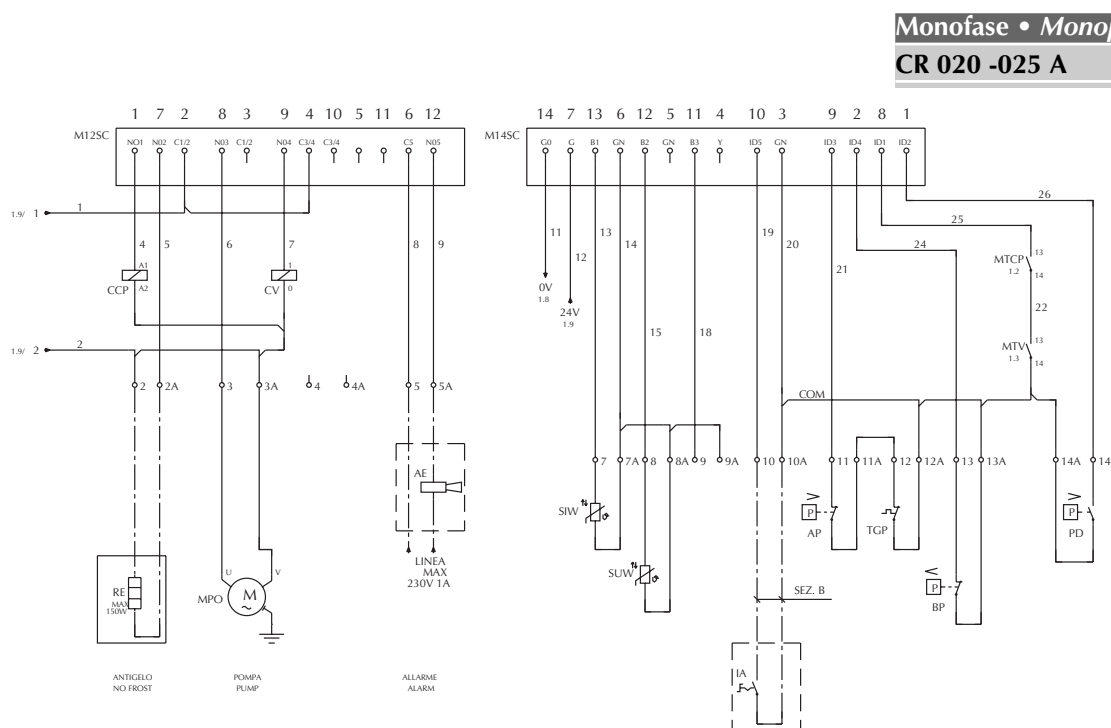 Monofase • Monof
CR 020 -025 A
1 7 2 8 3 9 4 10 5 11 6 12
M12SC
NO1 N02 C1/2 N03 C1/2 N04 C3/4 C3/4 C5 N05
14 7 13 6 12 5 11 4 10 3 9 2 8 1
M14SC
G0 G B1 GN B2 GN B3 Y ID5 GN ID3 ID4 ID1 ID2
1.9/ 1 1
26
25
4 5 6 7 8 9
11 12 13 14 19 20 24
21
A1
CCP A2
1
CV 0
0V
1.8
24V
1.9
15 18
MTCP
1.2
13
14
22
MTV
1.3
13
14
1.9/ 2 2
COM
2 2A 3 3A 4 4A 5 5A
7 7A 8 8A 9 9A 10 10A 11 11A 12 12A 13 13A 14A 14
AE
SIW
SUW
P
AP
TGP
P
PD
P
BP
LINEA
MAX
230V 1A
SEZ. B
RE
MAX
150W
U V
MPO M
~
IA
ANTIGELO
NO FROST
POMPA
PUMP
ALLARME
ALARM